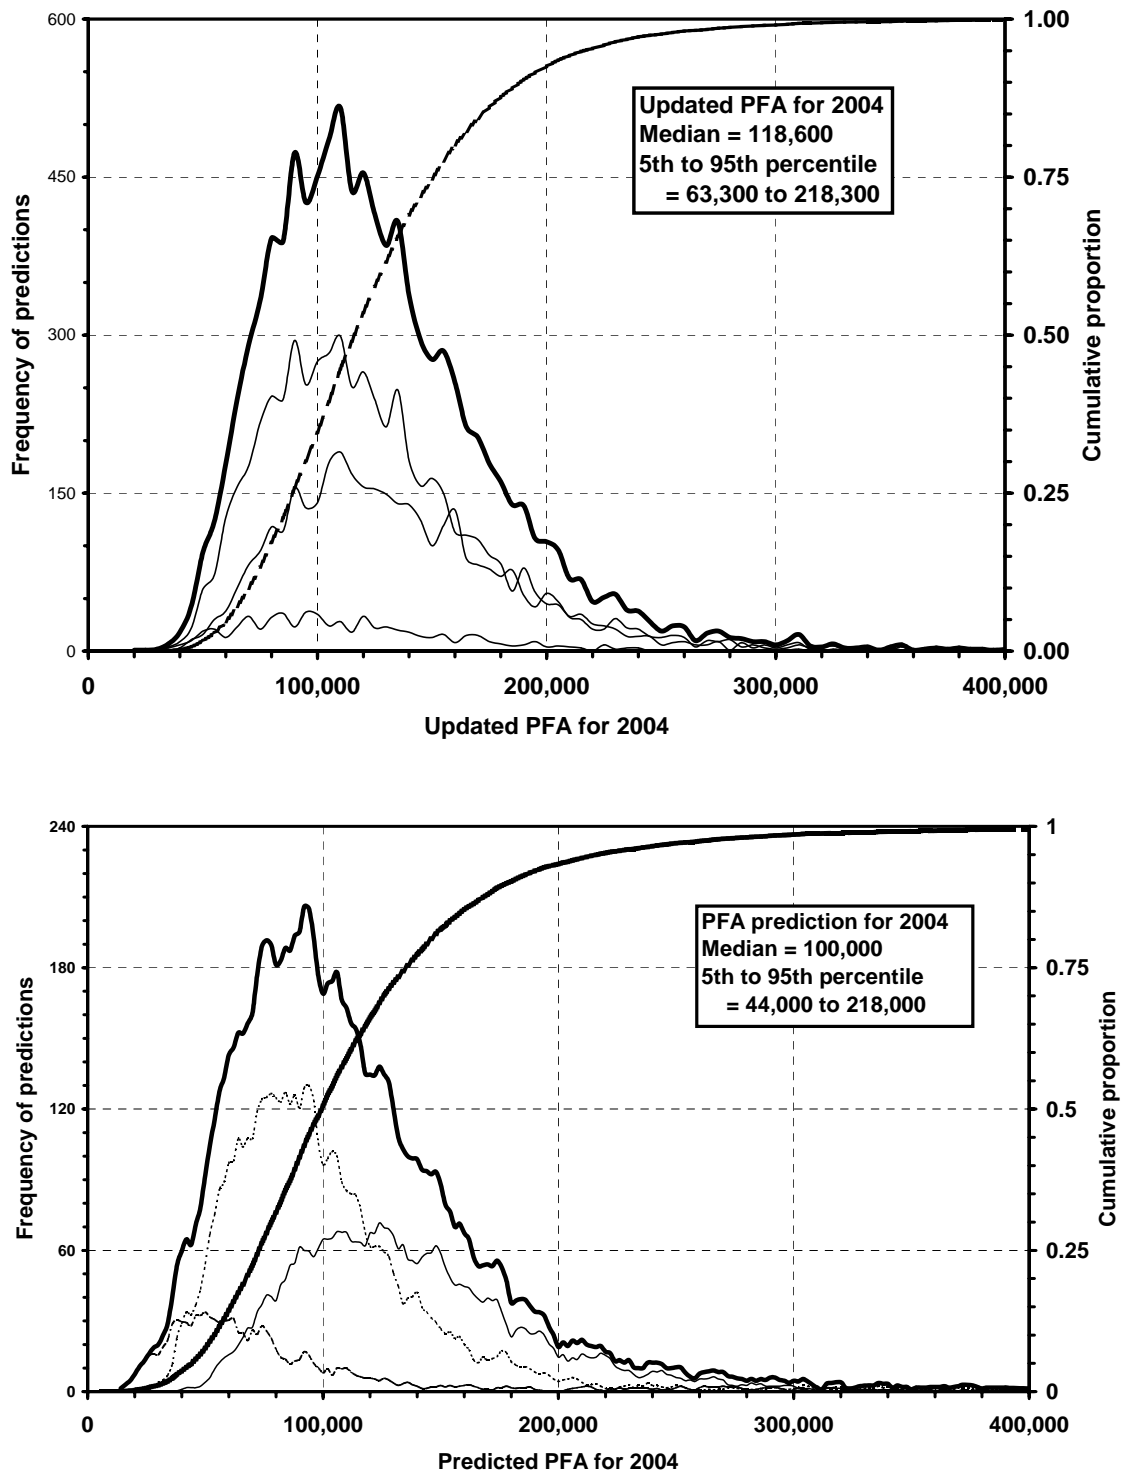 600
450
300
150
0
Frequency of predictions
1.00
0.75
0.50
0.25
0.00
Cumulative proportion
Updated PFA for 2004
Median = 118,600
5th to 95th percentile
= 63,300 to 218,300
0
100,000
200,000
300,000
400,000
Updated PFA for 2004
240
180
120
60
0
Frequency of predictions
1
0.75
0.5
0.25
0
Cumulative proportion
PFA prediction for 2004
Median = 100,000
5th to 95th percentile
= 44,000 to 218,000
0
100,000
200,000
300,000
400,000
Predicted PFA for 2004